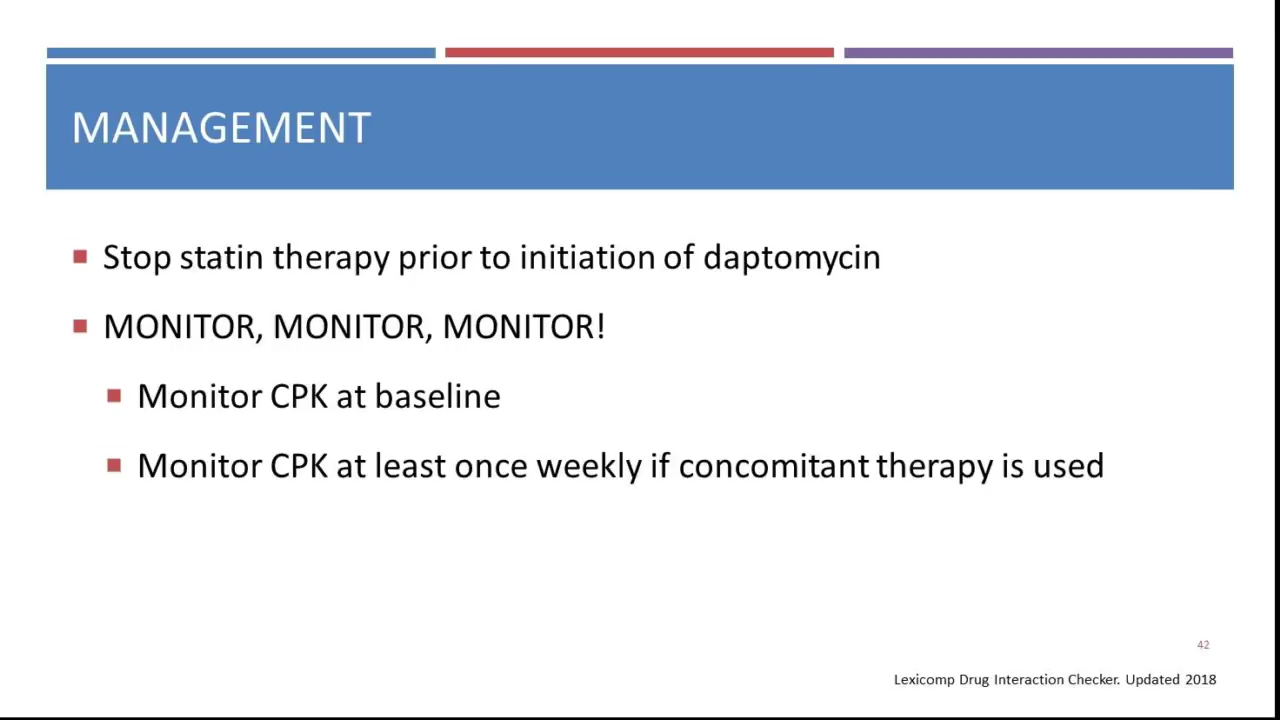 MANAGEMENT
Stop statin therapy prior to initiation of daptomycin
MONITOR, MONITOR, MONITOR!
Monitor CPK at baseline
Monitor CPK at least once weekly if concomitant therapy is used
42
Lexicomp Drug Interaction Checker. Updated 2018